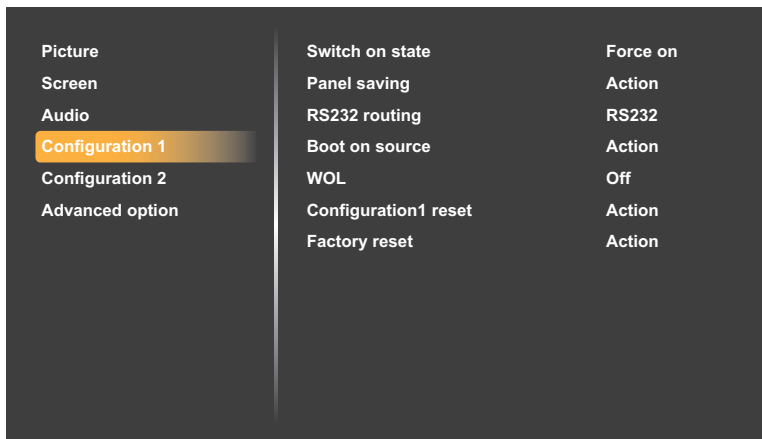 Picture
Screen
Audio
Configuration 1
Configuration 2
Advanced option
Switch on state Force on
Panel saving Action
RS232 routing RS232
Boot on source Action
WOL Off
Configuration1 reset Action
Factory reset Action